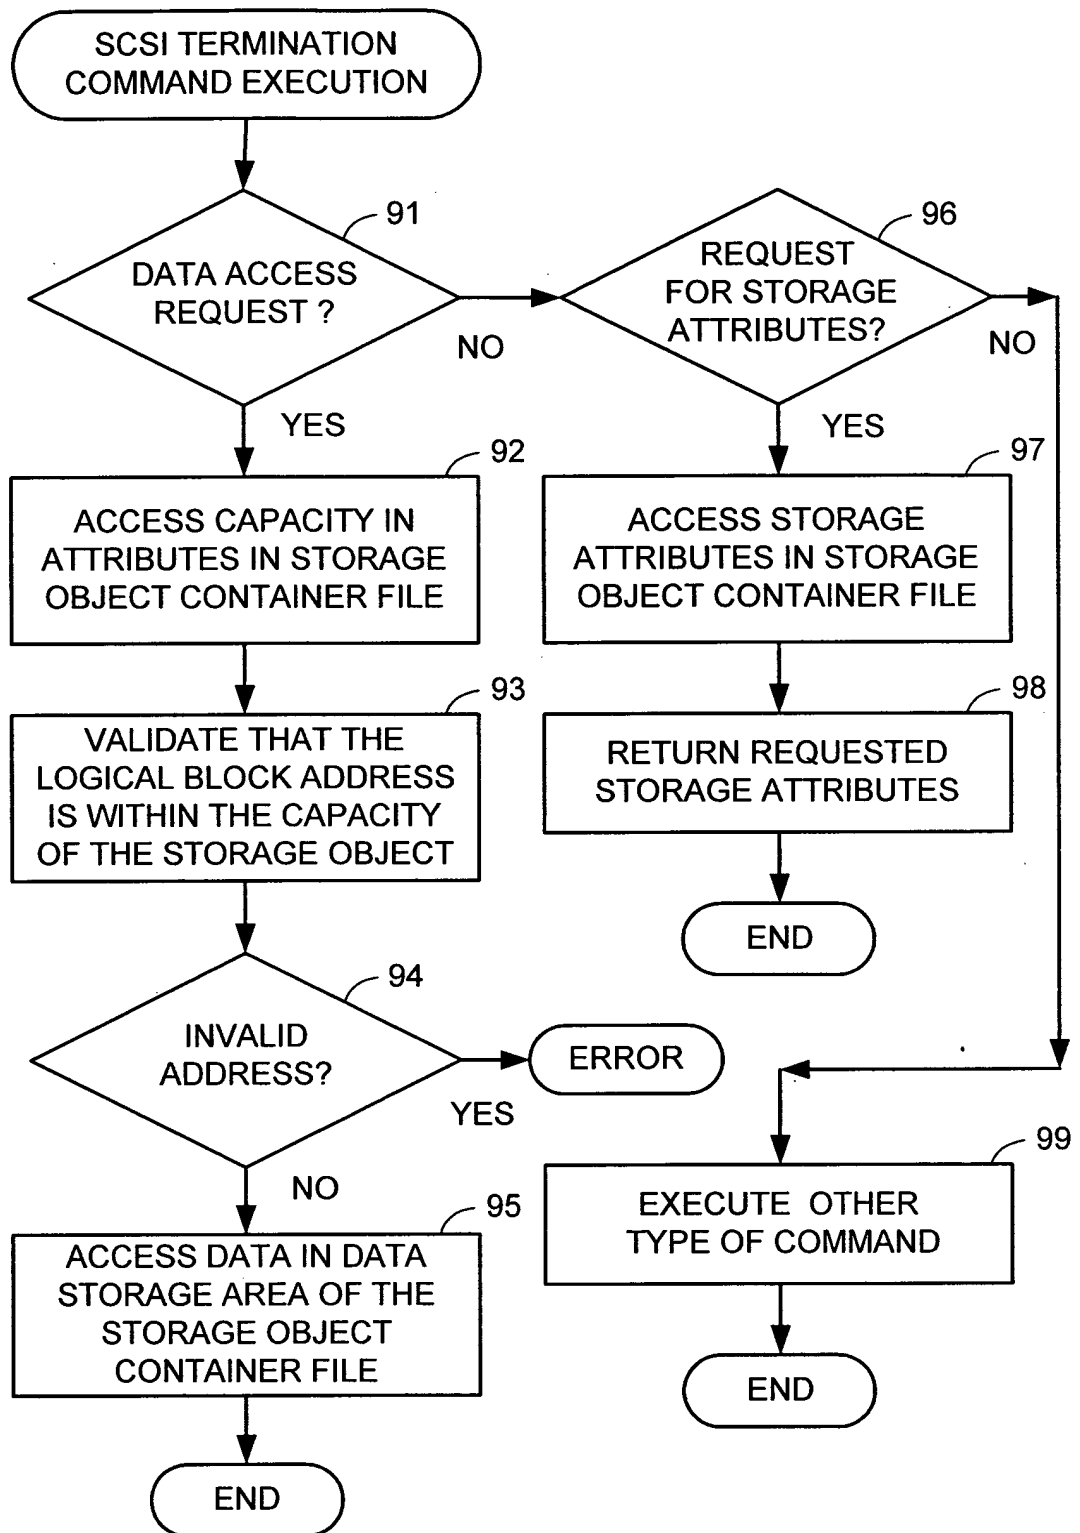 SCSI TERMINATION
COMMAND EXECUTION
91
DATA ACCESS
REQUEST ?
NO
YES
92
ACCESS CAPACITY IN
ATTRIBUTES IN STORAGE
OBJECT CONTAINER FILE
93
VALIDATE THAT THE
LOGICAL BLOCK ADDRESS
IS WITHIN THE CAPACITY
OF THE STORAGE OBJECT
94
INVALID
ADDRESS?
YES
ERROR
NO
95
ACCESS DATA IN DATA
STORAGE AREA OF THE
STORAGE OBJECT
CONTAINER FILE
END
96
REQUEST
FOR STORAGE
ATTRIBUTES?
NO
YES
97
ACCESS STORAGE
ATTRIBUTES IN STORAGE
OBJECT CONTAINER FILE
98
RETURN REQUESTED
STORAGE ATTRIBUTES
END
99
EXECUTE OTHER
TYPE OF COMMAND
END